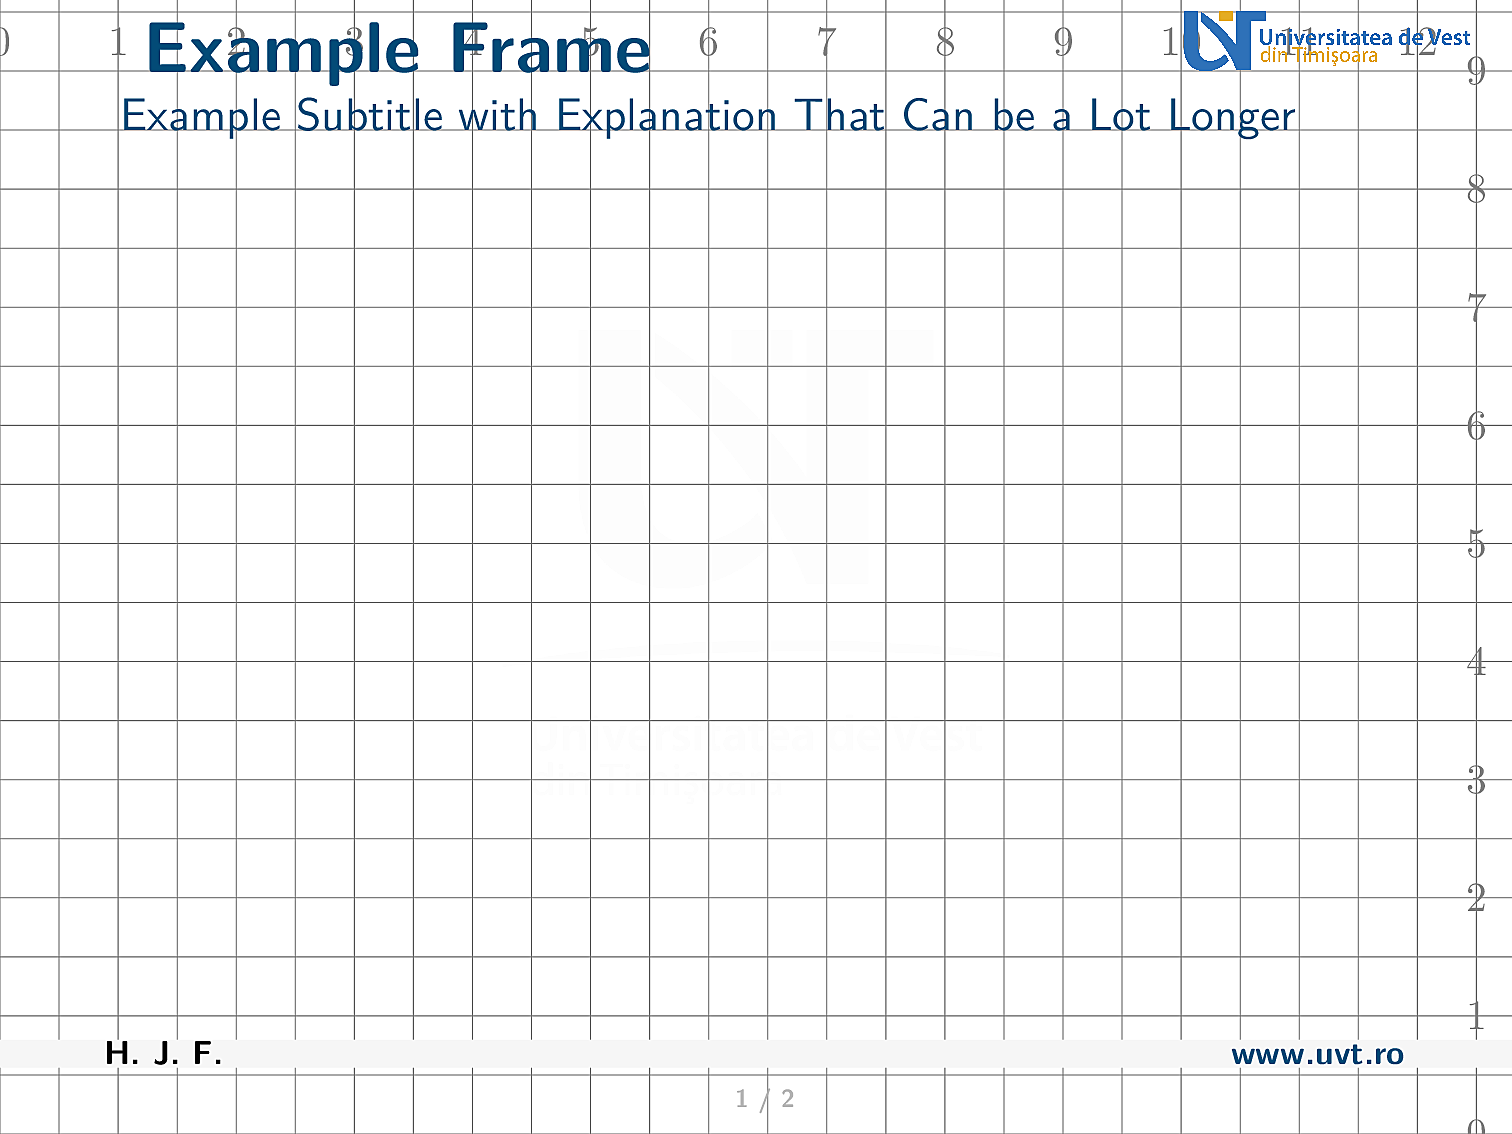 0 1 2 3 4 5 6 7 8 9 10 11 12
Example Frame
Universitatea de Vest
din Timișoara
9
Example Subtitle with Explanation That Can be a Lot Longer
8
7
6
5
4
Universitatea de Vest
din Timișoara
3
2
1
H. J. F.
www.uvt.ro
1 / 2
0